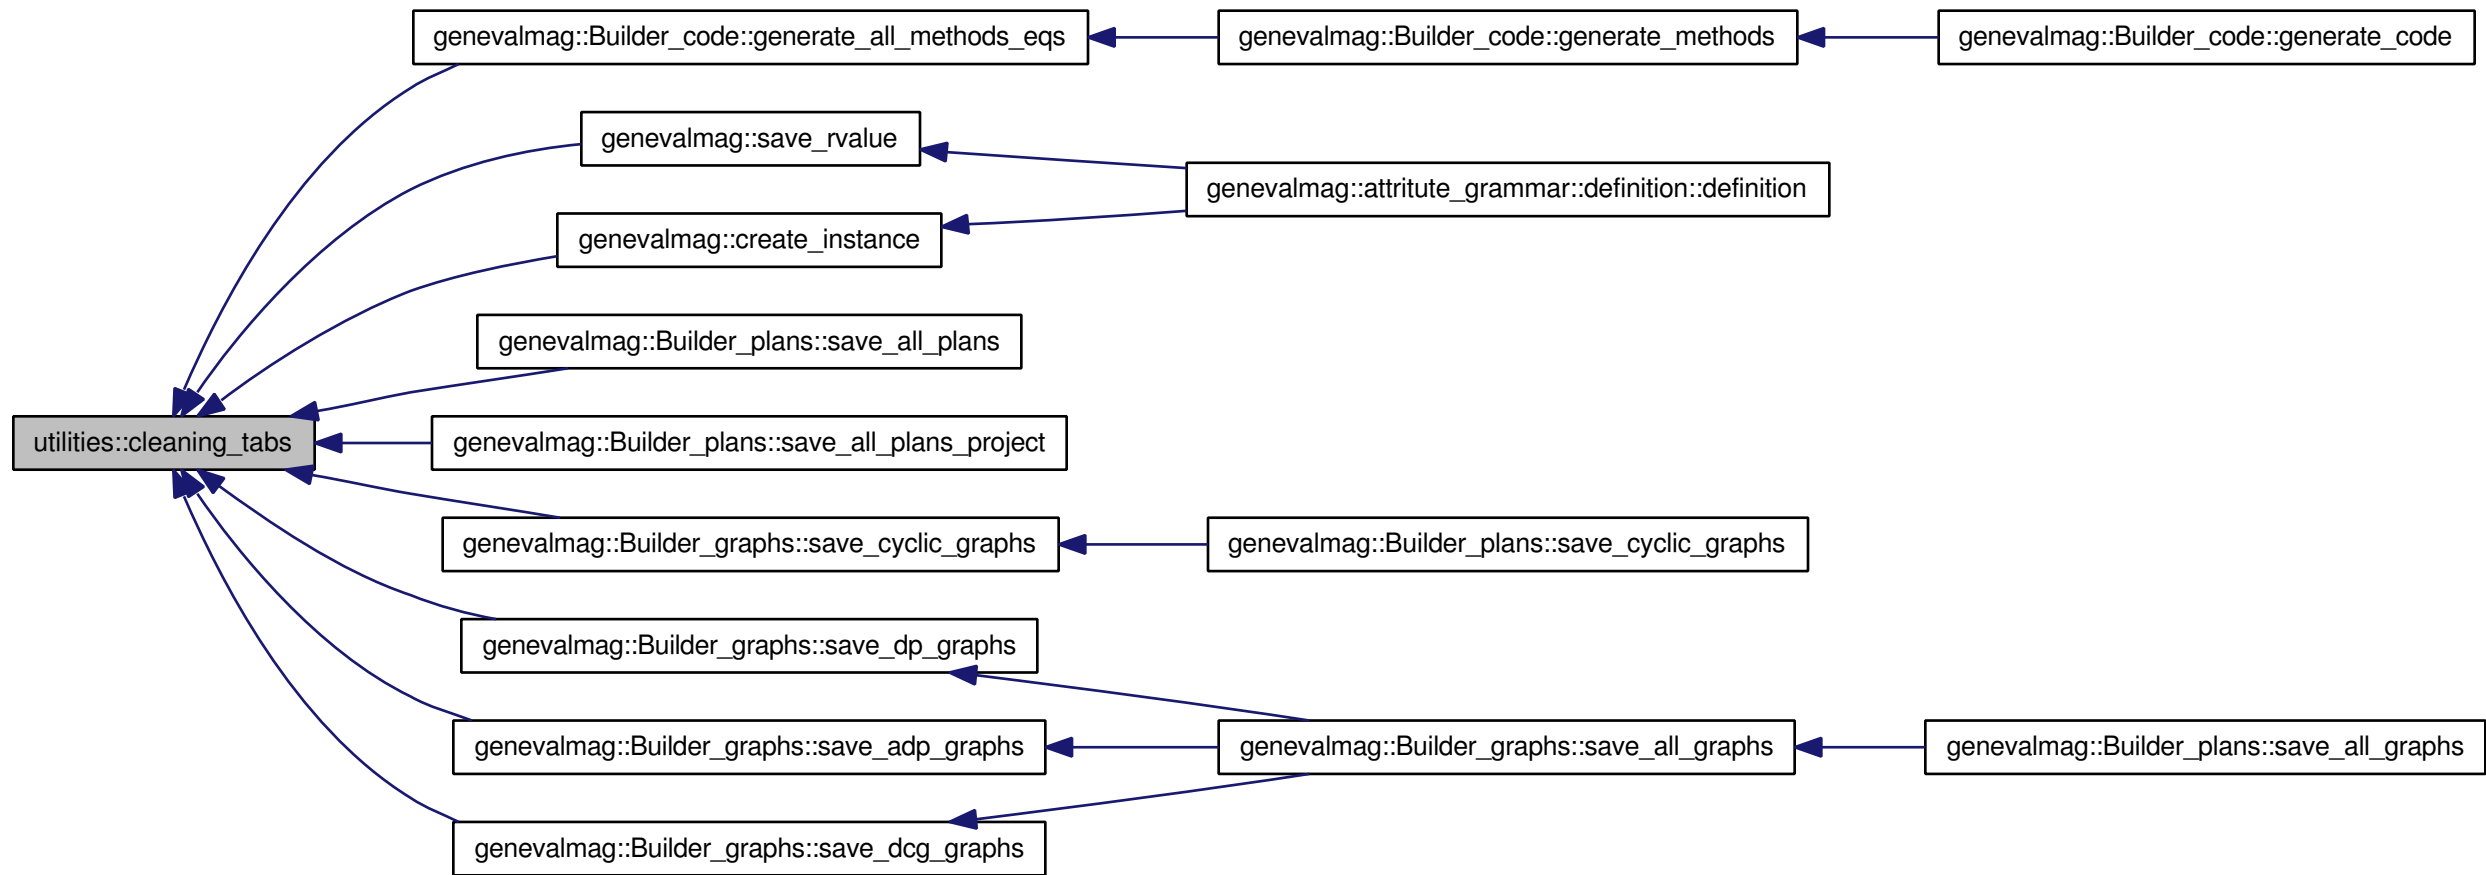 genevalmag::Builder_code::generate_all_methods_eqs
genevalmag::Builder_code::generate_methods
genevalmag::Builder_code::generate_code
genevalmag::save_rvalue
genevalmag::attritute_grammar::definition::definition
genevalmag::create_instance
genevalmag::Builder_plans::save_all_plans
utilities::cleaning_tabs
genevalmag::Builder_plans::save_all_plans_project
genevalmag::Builder_graphs::save_cyclic_graphs
genevalmag::Builder_plans::save_cyclic_graphs
genevalmag::Builder_graphs::save_dp_graphs
genevalmag::Builder_graphs::save_adp_graphs
genevalmag::Builder_graphs::save_all_graphs
genevalmag::Builder_plans::save_all_graphs
genevalmag::Builder_graphs::save_dcg_graphs